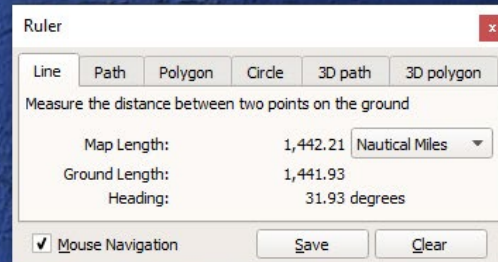 Ruler x
Line Path Polygon Circle 3D path 3D polygon
Measure the distance between two points on the ground
Map Length: 1,442.21 Nautical Miles
Ground Length: 1,441.93
Heading: 31.93 degrees
Mouse Navigation Save Clear